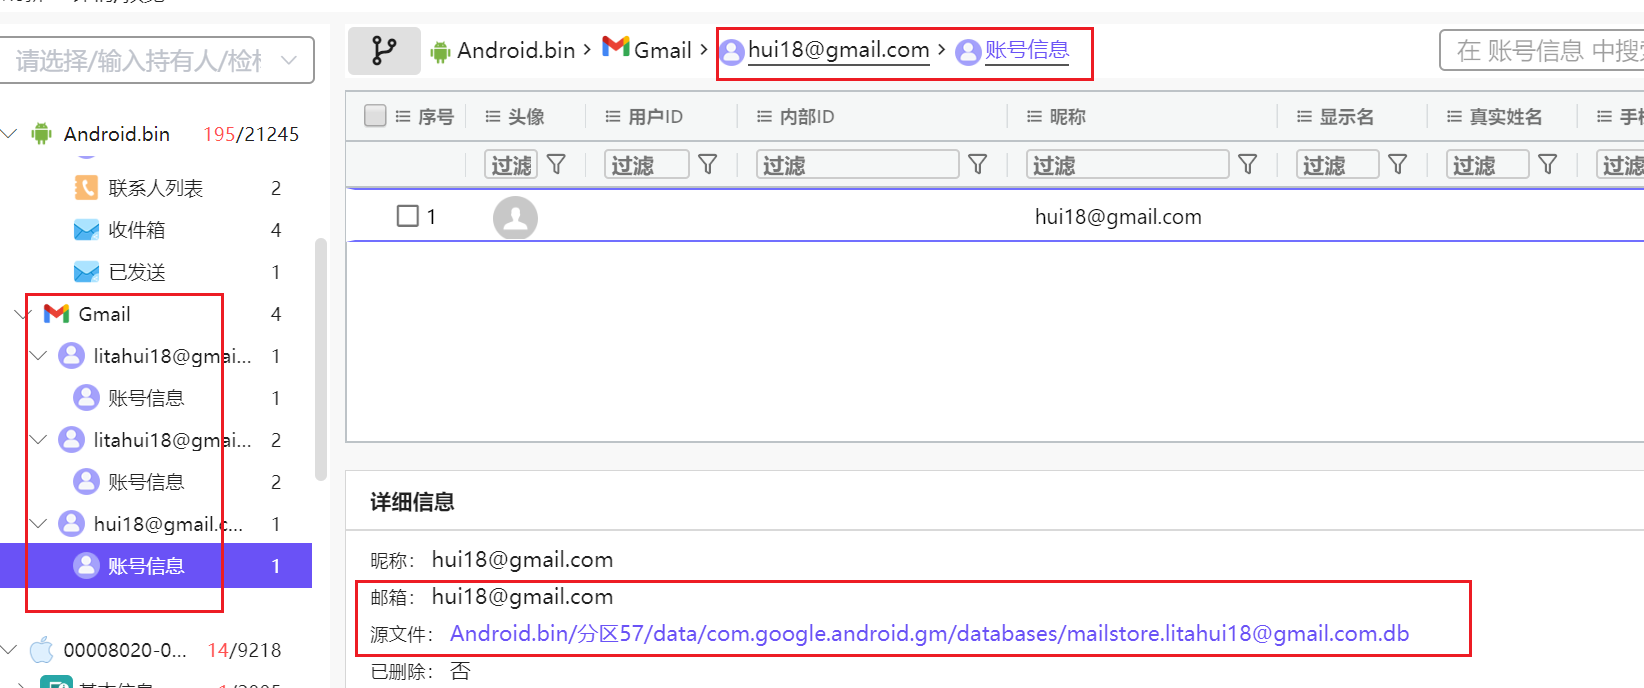 请选择/输入持有人/检材
Android.bin 195/21245
联系人列表 2
收件箱 4
已发送 1
Gmail 4
litahui18@gmai... 1
账号信息 1
litahui18@gmai... 2
账号信息 2
hui18@gmail.c... 1
账号信息 1
00008020-0... 14/9218
基本信息
Android.bin > Gmail > hui18@gmail.com > 账号信息
在 账号信息 中搜索
序号 头像 用户ID 内部ID 昵称 显示名 真实姓名 手机
过滤 过滤 过滤 过滤 过滤 过滤 过滤
1 hui18@gmail.com
详细信息
昵称: hui18@gmail.com
邮箱: hui18@gmail.com
源文件: Android.bin/分区57/data/com.google.android.gm/databases/mailstore.litahui18@gmail.com.db
已删除: 否